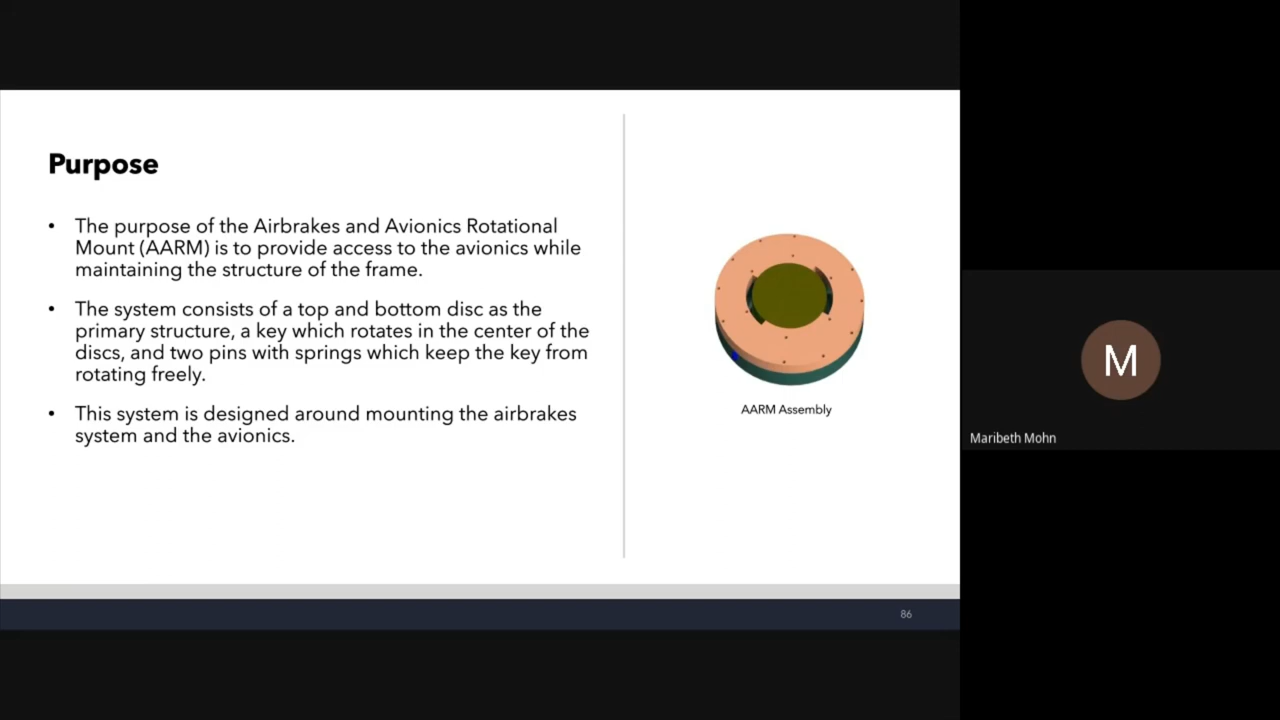 Purpose
• The purpose of the Airbrakes and Avionics Rotational
Mount (AARM) is to provide access to the avionics while
maintaining the structure of the frame.
• The system consists of a top and bottom disc as the
primary structure, a key which rotates in the center of the
discs, and two pins with springs which keep the key from
rotating freely.
• This system is designed around mounting the airbrakes
system and the avionics.
AARM Assembly
86
M
Maribeth Mohn